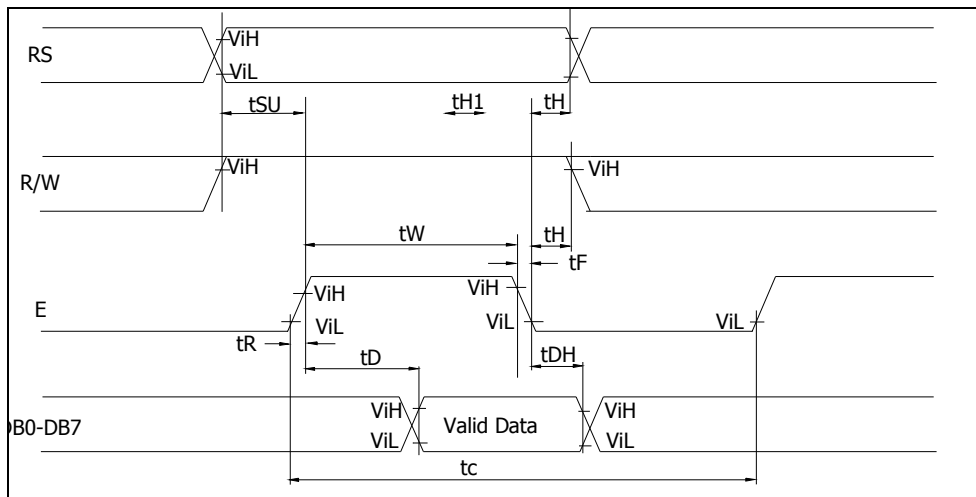 RS
ViH
ViL
tSU
tH1
tH
R/W
ViH
ViH
tW
tH
tF
E
ViH
ViH
ViL
ViL
ViL
tR
tD
tDH
DB0-DB7
ViH
Valid Data
ViH
ViL
ViL
tc